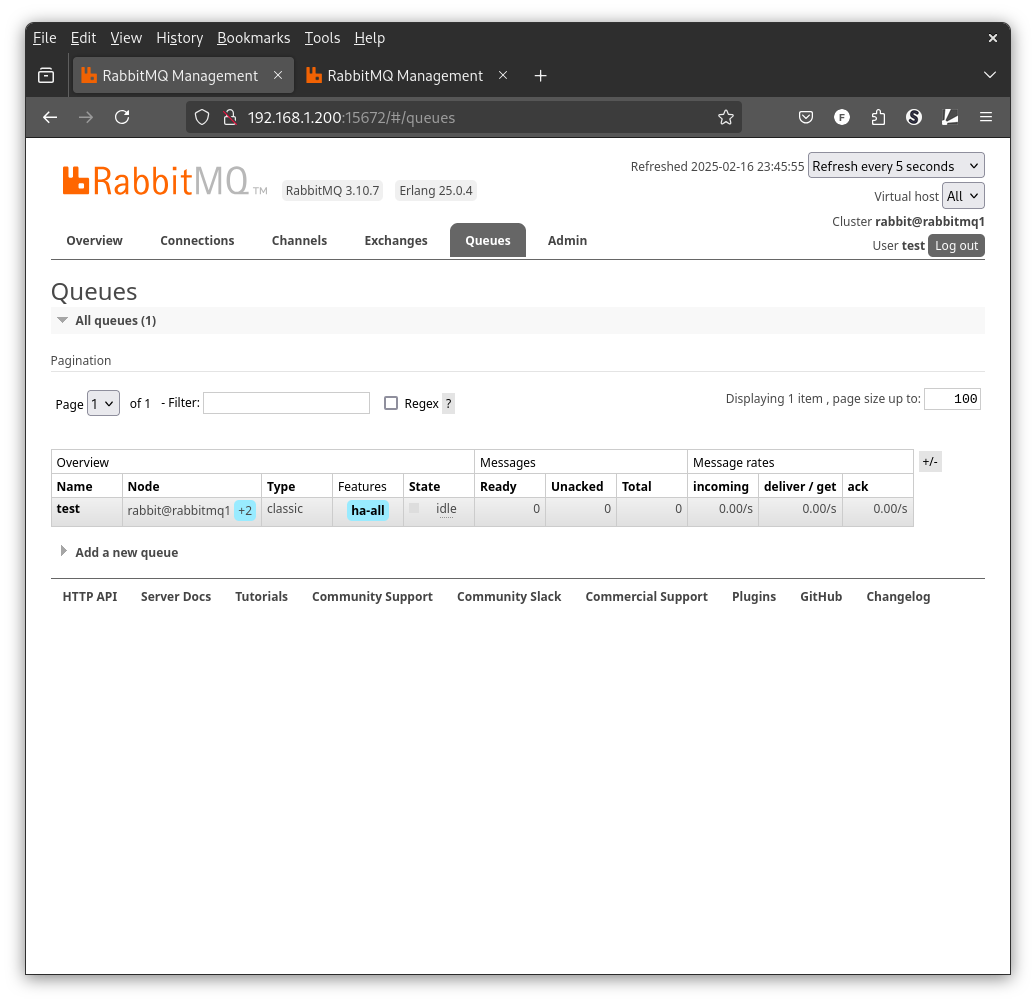 File Edit View History Bookmarks Tools Help
RabbitMQ Management RabbitMQ Management
192.168.1.200:15672/#/queues
Refreshed 2025-02-16 23:45:55 Refresh every 5 seconds
RabbitMQ TM RabbitMQ 3.10.7 Erlang 25.0.4
Virtual host All
Cluster rabbit@rabbitmq1
User test Log out
Overview Connections Channels Exchanges Queues Admin
Queues
All queues (1)
Pagination
Page 1 of 1 - Filter: Regex ? Displaying 1 item , page size up to: 100
Overview Messages Message rates +/-
Name Node Type Features State Ready Unacked Total incoming deliver / get ack
test rabbit@rabbitmq1 +2 classic ha-all idle 0 0 0 0.00/s 0.00/s 0.00/s
Add a new queue
HTTP API Server Docs Tutorials Community Support Community Slack Commercial Support Plugins GitHub Changelog